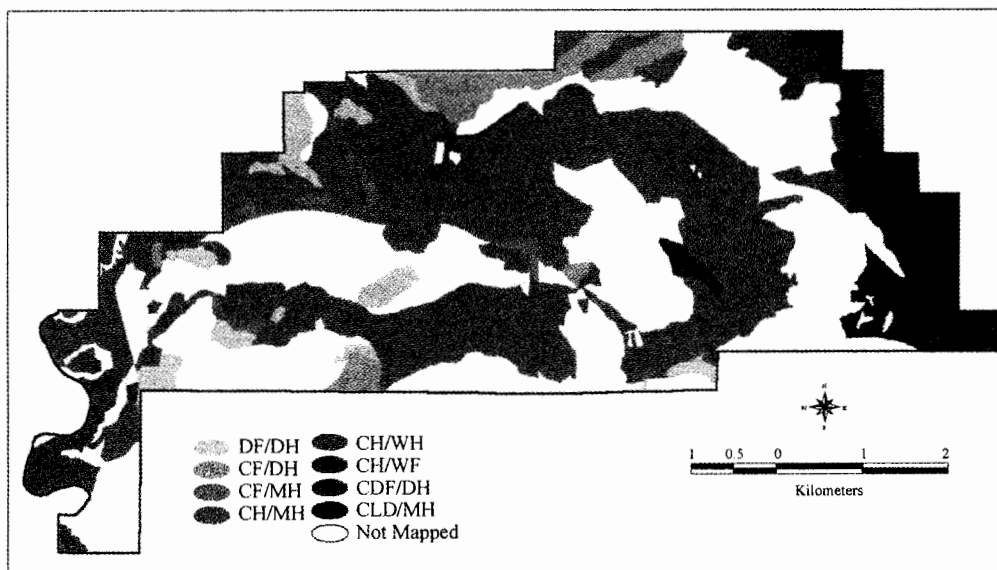 DF/DH
CF/DH
CF/MH
CH/MH
CH/WH
CH/WF
CDF/DH
CLD/MH
Not Mapped
N
W
E
S
1 0.5 0 1 2
Kilometers